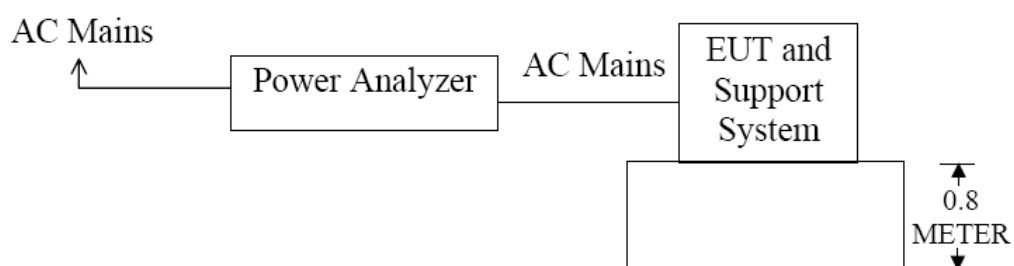 AC Mains
Power Analyzer
AC Mains
EUT and
Support
System
0.8
METER